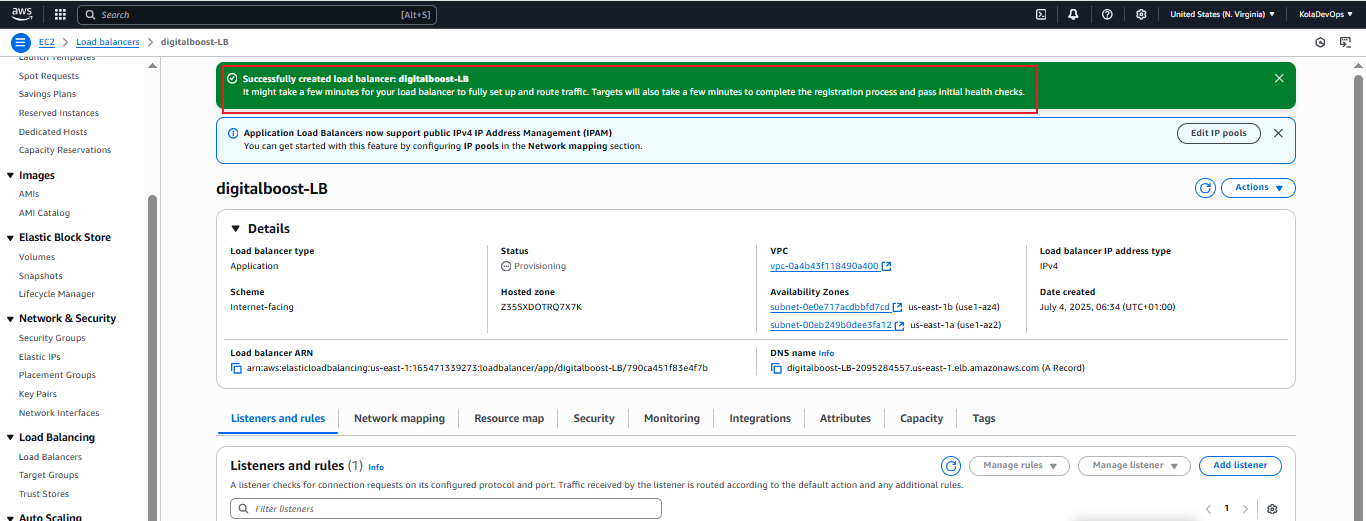 aws
Search
[Alt+S]
United States (N. Virginia)
KolaDevOps
EC2
Load balancers
digitalboost-LB
Launch Templates
Spot Requests
Savings Plans
Reserved Instances
Dedicated Hosts
Capacity Reservations
Images
AMIs
AMI Catalog
Elastic Block Store
Volumes
Snapshots
Lifecycle Manager
Network & Security
Security Groups
Elastic IPs
Placement Groups
Key Pairs
Network Interfaces
Load Balancing
Load Balancers
Target Groups
Trust Stores
Auto Scaling
Successfully created load balancer: digitalboost-LB
It might take a few minutes for your load balancer to fully set up and route traffic. Targets will also take a few minutes to complete the registration process and pass initial health checks.
Application Load Balancers now support public IPv4 IP Address Management (IPAM)
You can get started with this feature by configuring IP pools in the Network mapping section.
Edit IP pools
digitalboost-LB
Actions
Details
Load balancer type
Application
Status
Provisioning
VPC
vpc-0a4b43f118490a400
Load balancer IP address type
IPv4
Scheme
Internet-facing
Hosted zone
Z35SXDOTRQ7X7K
Availability Zones
subnet-0e0e717acdbbfd7cd us-east-1b (use1-az4)
subnet-00eb249b0dee3fa12 us-east-1a (use1-az2)
Date created
July 4, 2025, 06:34 (UTC+01:00)
Load balancer ARN
arn:aws:elasticloadbalancing:us-east-1:165471339273:loadbalancer/app/digitalboost-LB/790ca451f83e4f7b
DNS name Info
digitalboost-LB-2095284557.us-east-1.elb.amazonaws.com (A Record)
Listeners and rules
Network mapping
Resource map
Security
Monitoring
Integrations
Attributes
Capacity
Tags
Listeners and rules (1) Info
Manage rules
Manage listener
Add listener
A listener checks for connection requests on its configured protocol and port. Traffic received by the listener is routed according to the default action and any additional rules.
Filter listeners
1